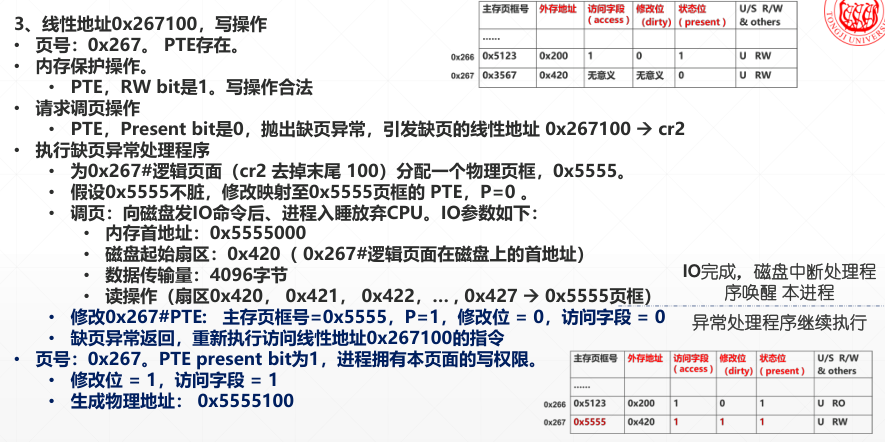 3、线性地址0x267100，写操作
• 页号：0x267。 PTE存在。
• 内存保护操作。
• PTE，RW bit是1。写操作合法
• 请求调页操作
• PTE，Present bit是0，抛出缺页异常，引发缺页的线性地址 0x267100 → cr2
• 执行缺页异常处理程序
• 为0x267#逻辑页面（cr2 去掉末尾 100）分配一个物理页框，0x5555。
• 假设0x5555不脏，修改映射至0x5555页框的 PTE，P=0 。
• 调页：向磁盘发IO命令后、进程入睡放弃CPU。IO参数如下：
• 内存首地址：0x5555000
• 磁盘起始扇区：0x420（ 0x267#逻辑页面在磁盘上的首地址）
• 数据传输量：4096字节
• 读操作（扇区0x420， 0x421， 0x422，… , 0x427 → 0x5555页框）
• 修改0x267#PTE： 主存页框号=0x5555，P=1，修改位 = 0，访问字段 = 0
• 缺页异常返回，重新执行访问线性地址0x267100的指令
• 页号：0x267。PTE present bit为1，进程拥有本页面的写权限。
• 修改位 = 1，访问字段 = 1
• 生成物理地址： 0x5555100
主存页框号 外存地址 访问字段（access） 修改位（dirty) 状态位（present） U/S R/W & others
......
0x266 0x5123 0x200 1 0 1 U RW
0x267 0x3567 0x420 无意义 无意义 0 U RW
IO完成，磁盘中断处理程
序唤醒 本进程
异常处理程序继续执行
主存页框号 外存地址 访问字段（access） 修改位（dirty) 状态位（present） U/S R/W & others
......
0x266 0x5123 0x200 1 0 1 U RO
0x267 0x5555 0x420 1 1 1 U RW